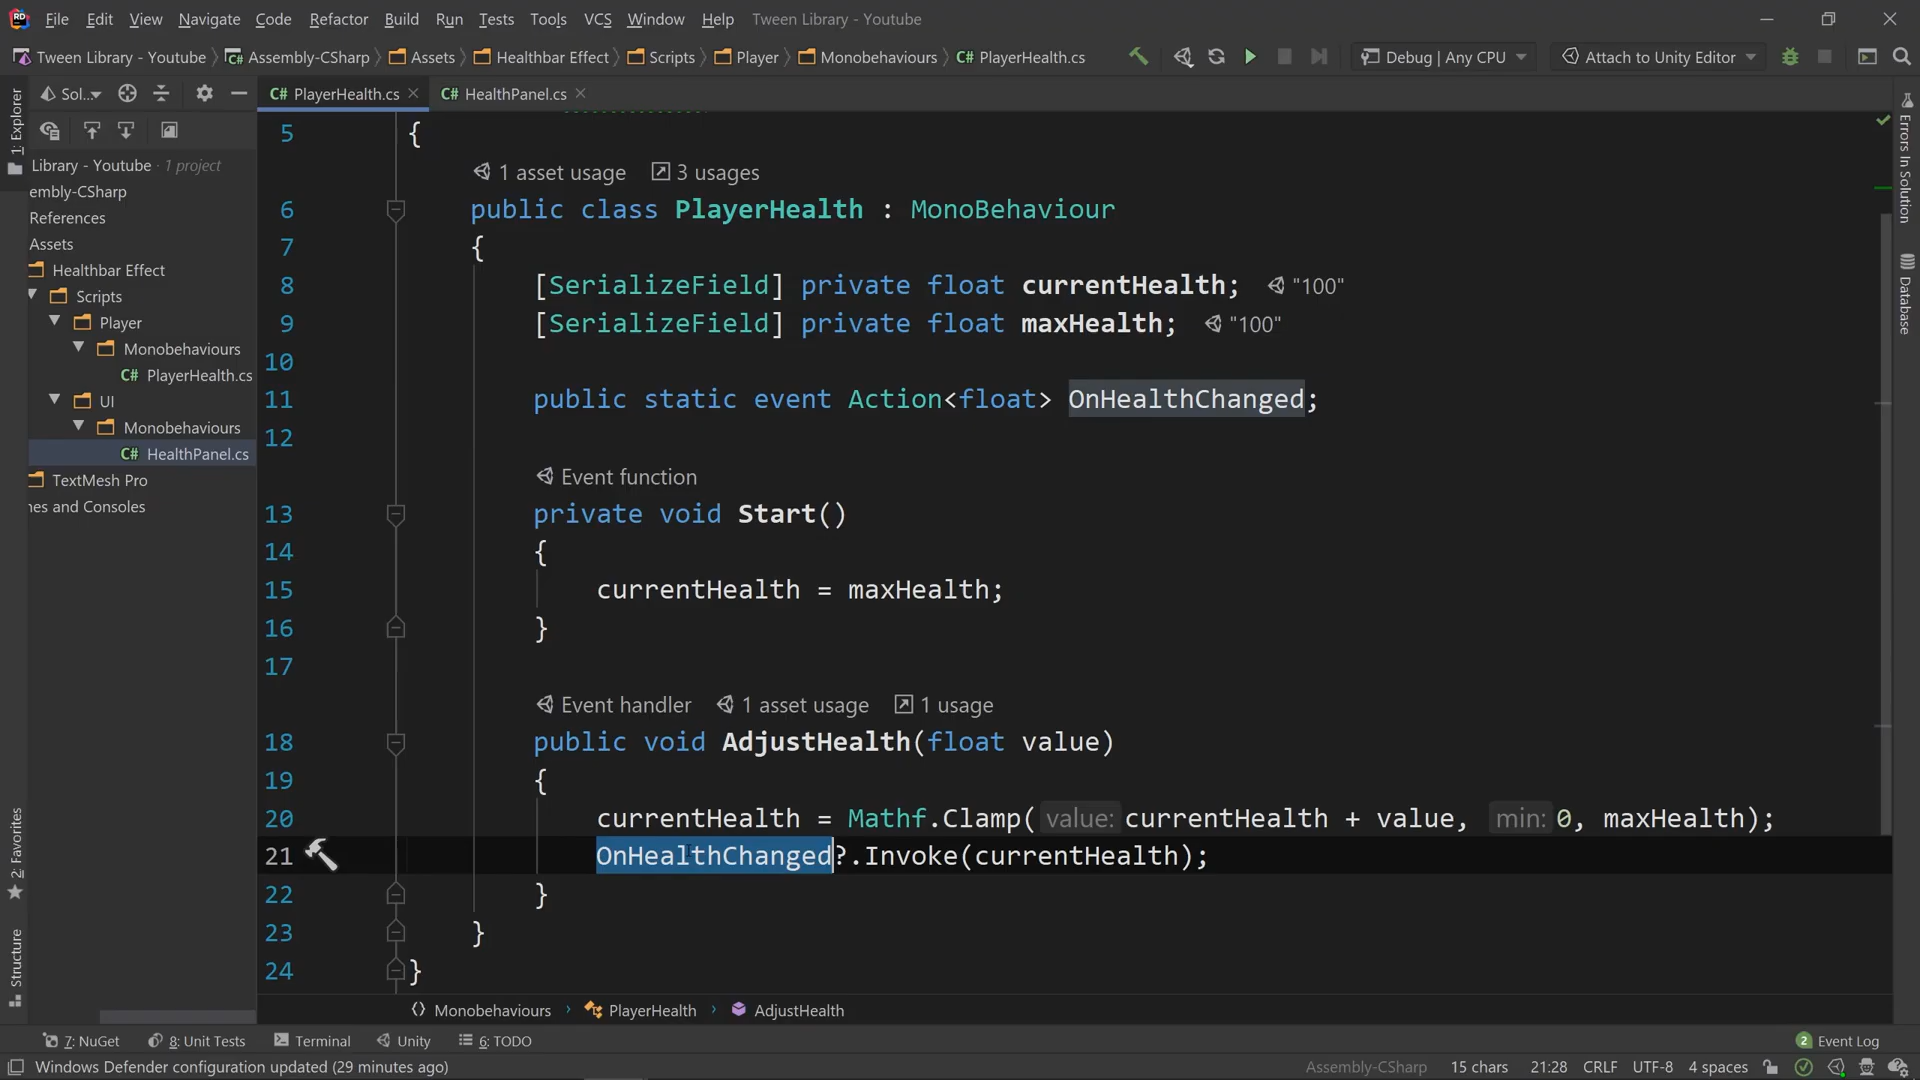 RD File Edit View Navigate Code Refactor Build Run Tests Tools VCS Window Help Tween Library - Youtube
Tween Library - Youtube Assembly-CSharp Assets Healthbar Effect Scripts Player Monobehaviours C# PlayerHealth.cs Debug | Any CPU Attach to Unity Editor
Sol... C# PlayerHealth.cs C# HealthPanel.cs
1: Explorer
Library - Youtube · 1 project
embly-CSharp
References
Assets
Healthbar Effect
Scripts
Player
Monobehaviours
C# PlayerHealth.cs
UI
Monobehaviours
C# HealthPanel.cs
TextMesh Pro
nes and Consoles
2: Favorites
Structure
5 {
1 asset usage 3 usages
6 public class PlayerHealth : MonoBehaviour
7 {
8 [SerializeField] private float currentHealth; "100"
9 [SerializeField] private float maxHealth; "100"
10
11 public static event Action<float> OnHealthChanged;
12
Event function
13 private void Start()
14 {
15 currentHealth = maxHealth;
16 }
17
Event handler 1 asset usage 1 usage
18 public void AdjustHealth(float value)
19 {
20 currentHealth = Mathf.Clamp( value: currentHealth + value, min: 0, maxHealth);
21 OnHealthChanged?.Invoke(currentHealth);
22 }
23 }
24 }
Errors In Solution
Database
Monobehaviours PlayerHealth AdjustHealth
7: NuGet 8: Unit Tests Terminal Unity 6: TODO 2 Event Log
Windows Defender configuration updated (29 minutes ago) Assembly-CSharp 15 chars 21:28 CRLF UTF-8 4 spaces